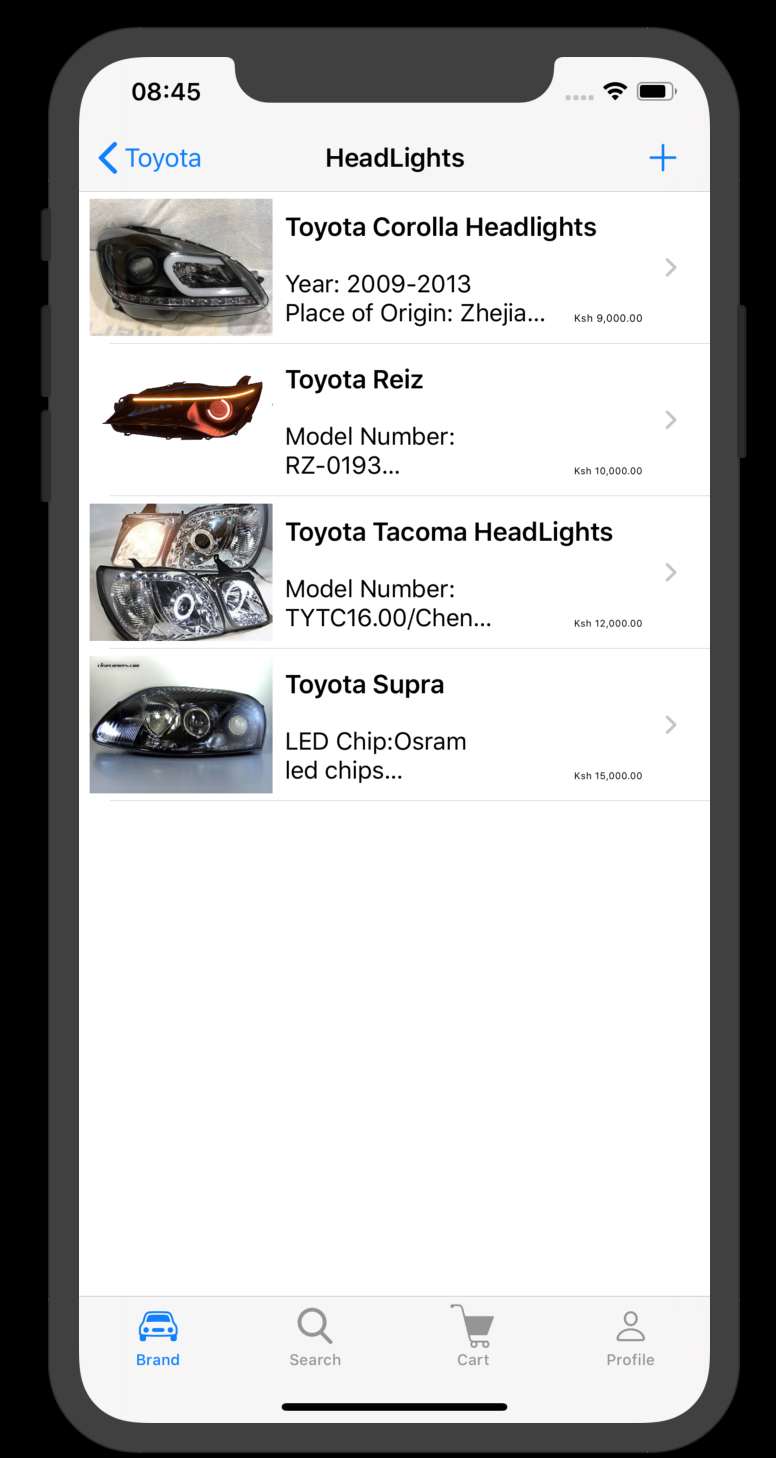 08:45
Toyota
HeadLights
Toyota Corolla Headlights
Year: 2009-2013
Place of Origin: Zhejia...
Ksh 9,000.00
Toyota Reiz
Model Number:
RZ-0193...
Ksh 10,000.00
Toyota Tacoma HeadLights
Model Number:
TYTC16.00/Chen...
Ksh 12,000.00
Toyota Supra
LED Chip:Osram
led chips...
Ksh 15,000.00
Brand
Search
Cart
Profile